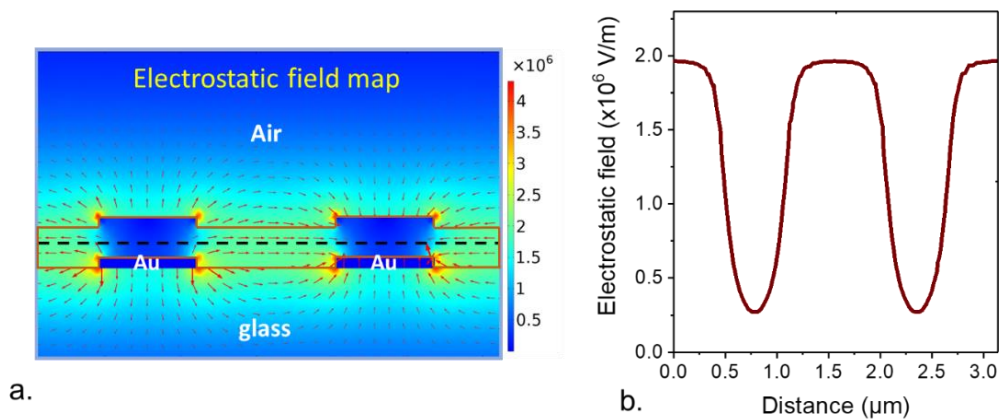 Electrostatic field map
Air
Au
Au
glass
×10⁶
4
3.5
3
2.5
2
1.5
1
0.5
a.
Electrostatic field (x10⁶ V/m)
2.0
1.5
1.0
0.5
0.0
0.0 0.5 1.0 1.5 2.0 2.5 3.0
Distance (µm)
b.